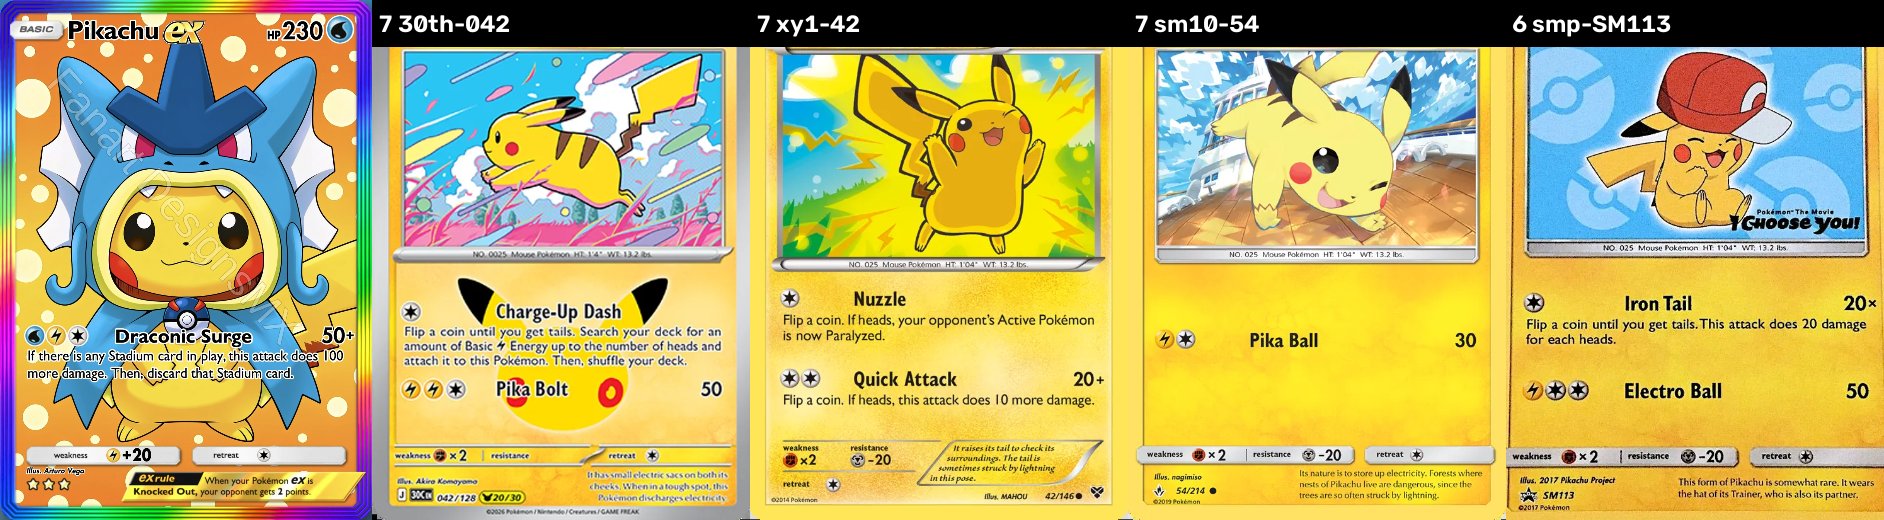 BASIC Pikachu ex HP 230
Fanart DesignsMX
Draconic Surge 50+
If there is any Stadium card in play, this attack does 100
more damage. Then, discard that Stadium card.
weakness +20 retreat
Illus. Arturo Vega
ex rule When your Pokémon ex is
Knocked Out, your opponent gets 2 points.
7 30th-042
NO. 0025 Mouse Pokémon HT: 1'4" WT: 13.2 lbs.
Charge-Up Dash
Flip a coin until you get tails. Search your deck for an
amount of Basic Energy up to the number of heads and
attach it to this Pokémon. Then, shuffle your deck.
Pika Bolt 50
weakness ×2 resistance retreat
Illus. Akira Komayama
It has small electric sacs on both its
cheeks. When in a tough spot, this
Pokémon discharges electricity.
J 30C EN 042/128 20/30
©2026 Pokémon / Nintendo / Creatures / GAME FREAK
7 xy1-42
NO. 025 Mouse Pokémon HT: 1'04" WT: 13.2 lbs.
Nuzzle
Flip a coin. If heads, your opponent's Active Pokémon
is now Paralyzed.
Quick Attack 20+
Flip a coin. If heads, this attack does 10 more damage.
weakness resistance
×2 -20
retreat
It raises its tail to check its
surroundings. The tail is
sometimes struck by lightning
in this pose.
©2014 Pokémon Illus. MAHOU 42/146
7 sm10-54
NO. 025 Mouse Pokémon HT: 1'04" WT: 13.2 lbs.
Pika Ball 30
weakness ×2 resistance -20 retreat
Illus. nagimiso
54/214
©2019 Pokémon
Its nature is to store up electricity. Forests where
nests of Pikachu live are dangerous, since the
trees are so often struck by lightning.
6 smp-SM113
Pokémon The Movie
I Choose You!
NO. 025 Mouse Pokémon HT: 1'04" WT: 13.2 lbs.
Iron Tail 20×
Flip a coin until you get tails. This attack does 20 damage
for each heads.
Electro Ball 50
weakness ×2 resistance -20 retreat
Illus. 2017 Pikachu Project
SM113
©2017 Pokémon
This form of Pikachu is somewhat rare. It wears
the hat of its Trainer, who is also its partner.